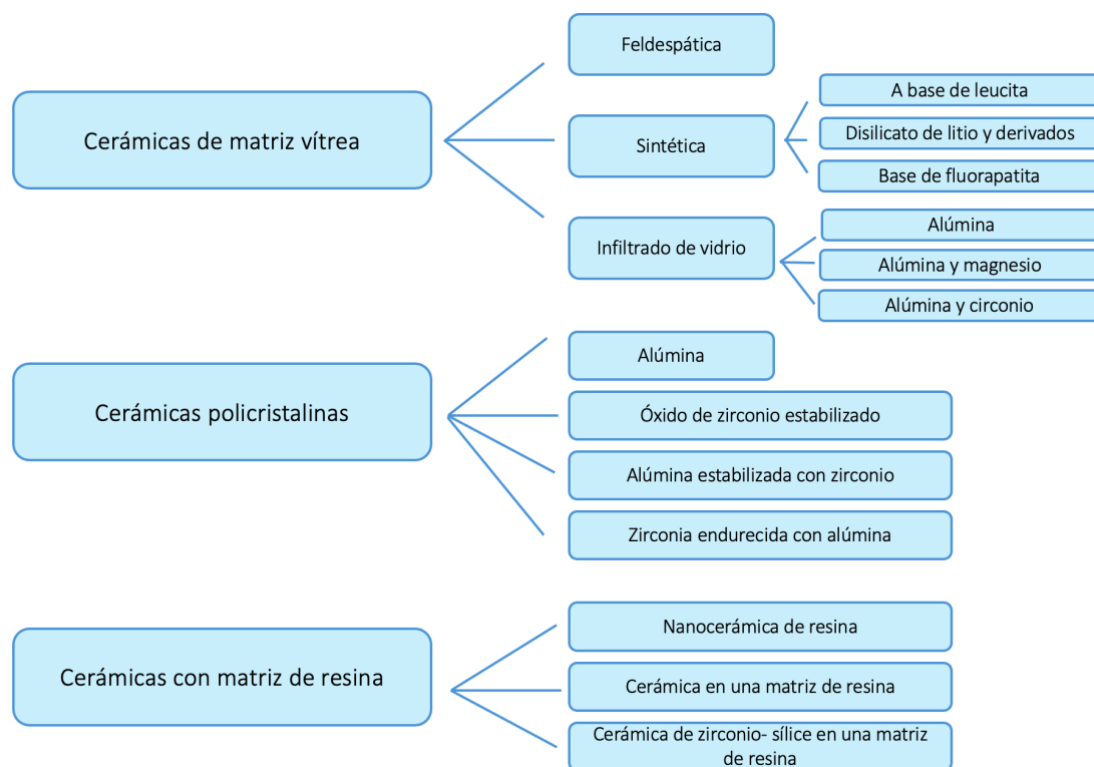 Cerámicas de matriz vítrea
Feldespática
Sintética
A base de leucita
Disilicato de litio y derivados
Base de fluorapatita
Infiltrado de vidrio
Alúmina
Alúmina y magnesio
Alúmina y circonio
Cerámicas policristalinas
Alúmina
Óxido de zirconio estabilizado
Alúmina estabilizada con zirconio
Zirconia endurecida con alúmina
Cerámicas con matriz de resina
Nanocerámica de resina
Cerámica en una matriz de resina
Cerámica de zirconio- sílice en una matriz
de resina